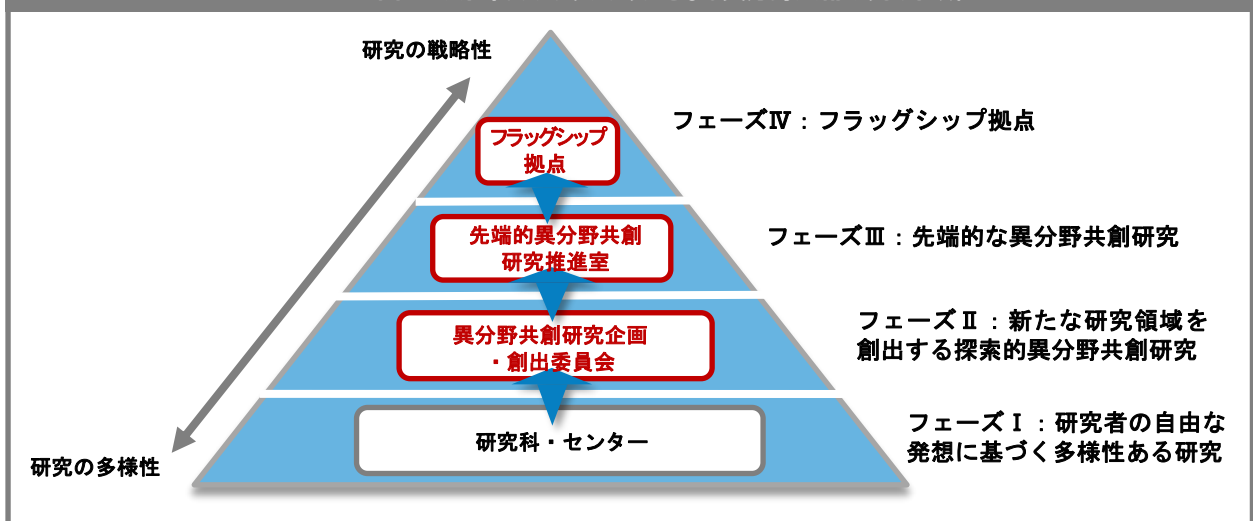 研究の戦略性
フラッグシップ
拠点
フェーズⅣ：フラッグシップ拠点
先端的異分野共創
研究推進室
フェーズⅢ：先端的な異分野共創研究
異分野共創研究企画
・創出委員会
フェーズⅡ：新たな研究領域を
創出する探索的異分野共創研究
研究科・センター
フェーズⅠ：研究者の自由な
発想に基づく多様性ある研究
研究の多様性